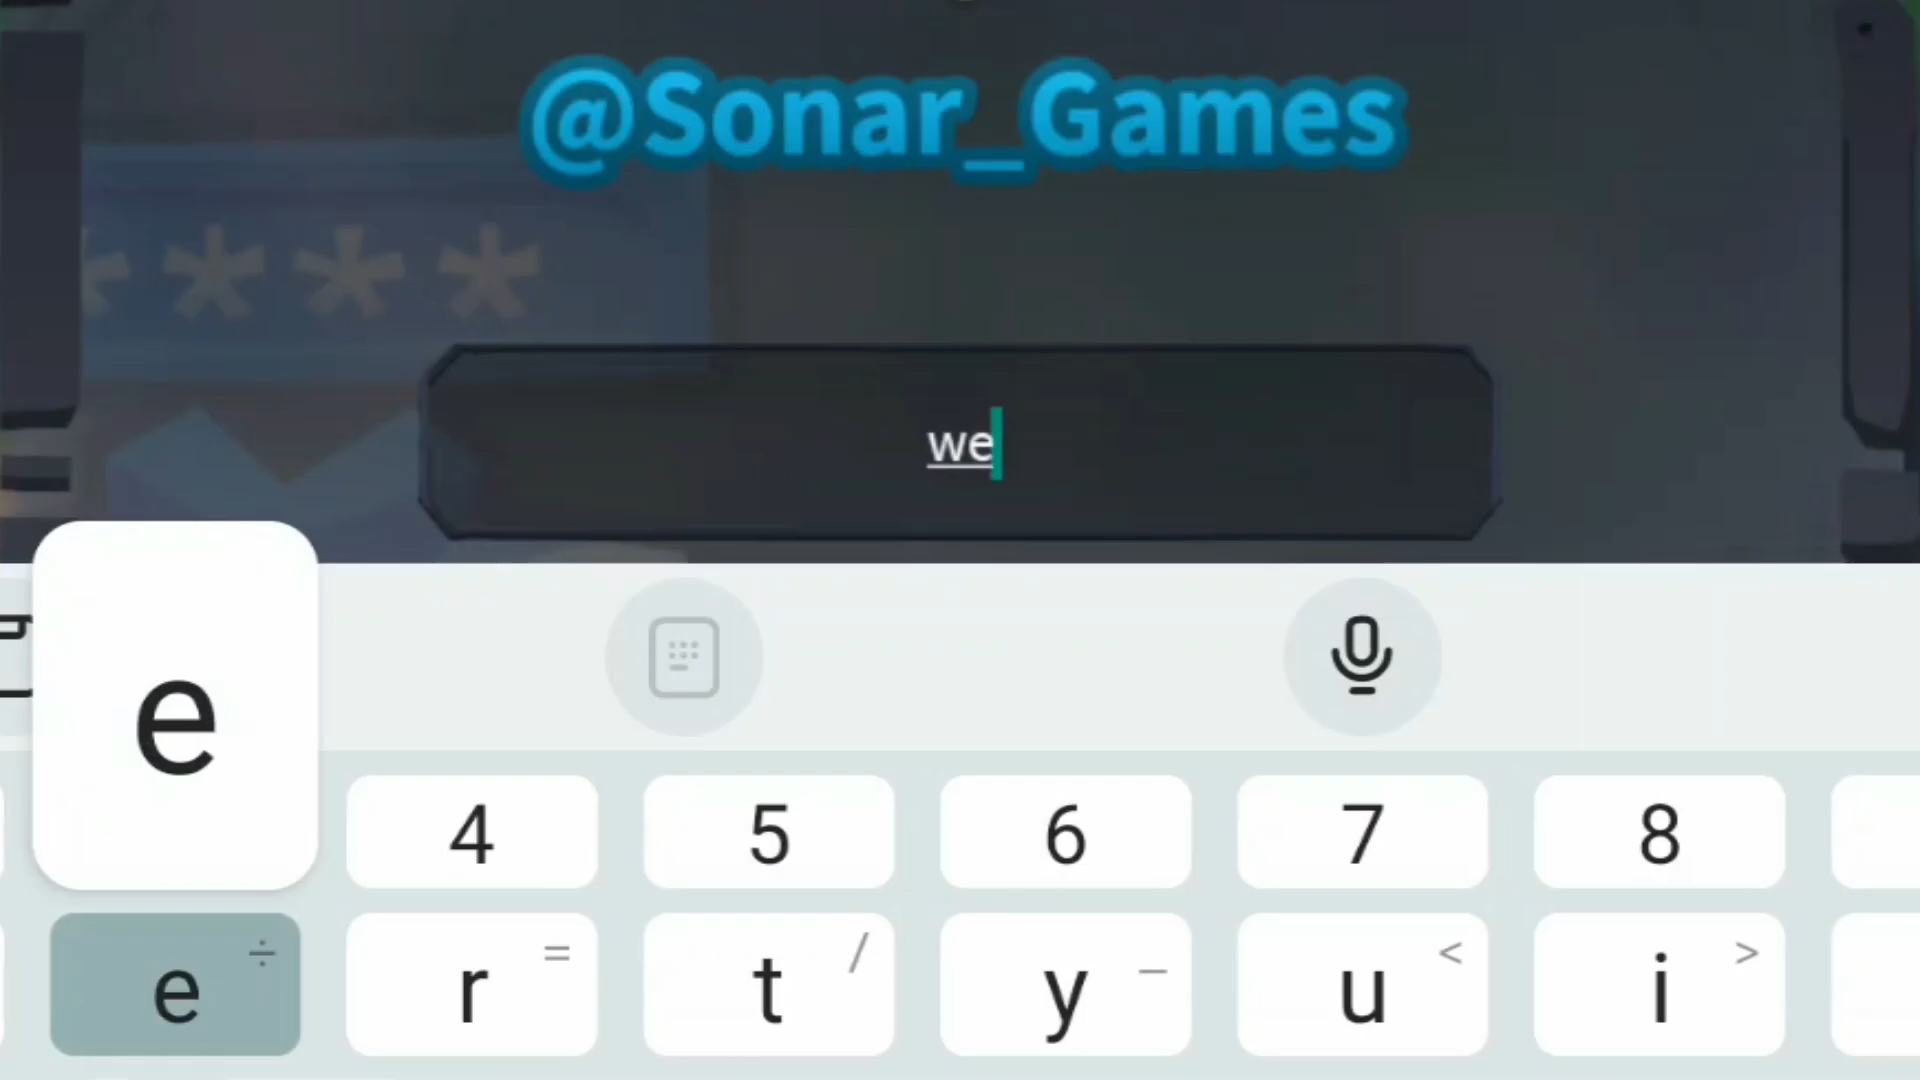 @Sonar_Games
****
we
e
4 5 6 7 8
e ÷ r = t / y _ u < i >